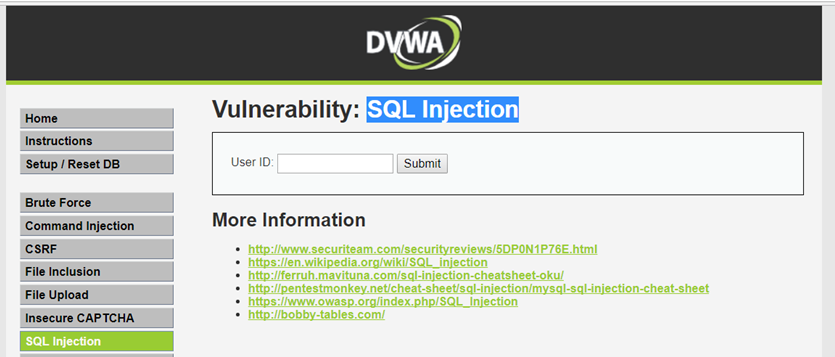 DVWA
Vulnerability: SQL Injection
Home
Instructions
Setup / Reset DB
Brute Force
Command Injection
CSRF
File Inclusion
File Upload
Insecure CAPTCHA
SQL Injection
User ID:
Submit
More Information
http://www.securiteam.com/securityreviews/5DP0N1P76E.html
https://en.wikipedia.org/wiki/SQL_injection
http://ferruh.mavituna.com/sql-injection-cheatsheet-oku/
http://pentestmonkey.net/cheat-sheet/sql-injection/mysql-sql-injection-cheat-sheet
https://www.owasp.org/index.php/SQL_Injection
http://bobby-tables.com/